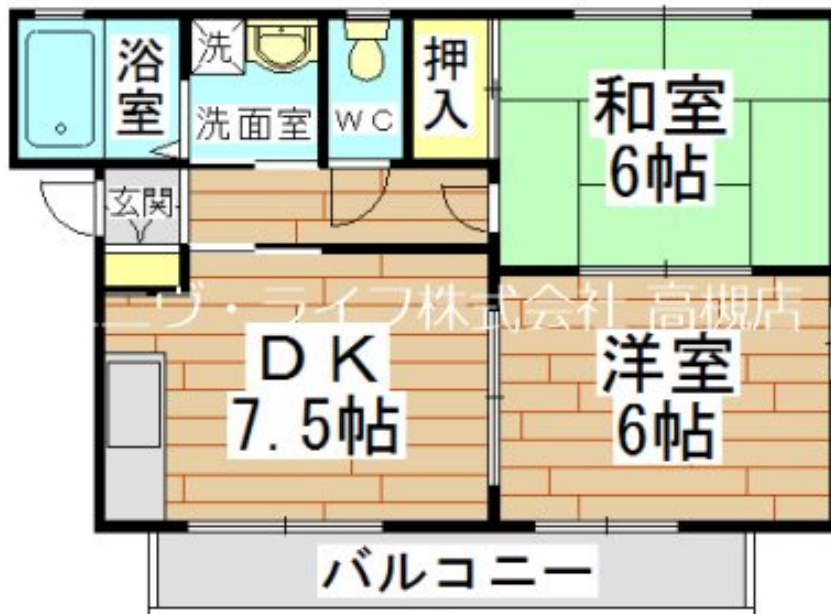 浴室
洗
洗面室
WC
押入
和室
6帖
玄関
ニヴ・ライフ株式会社 高槻店
DK
7.5帖
洋室
6帖
バルコニー